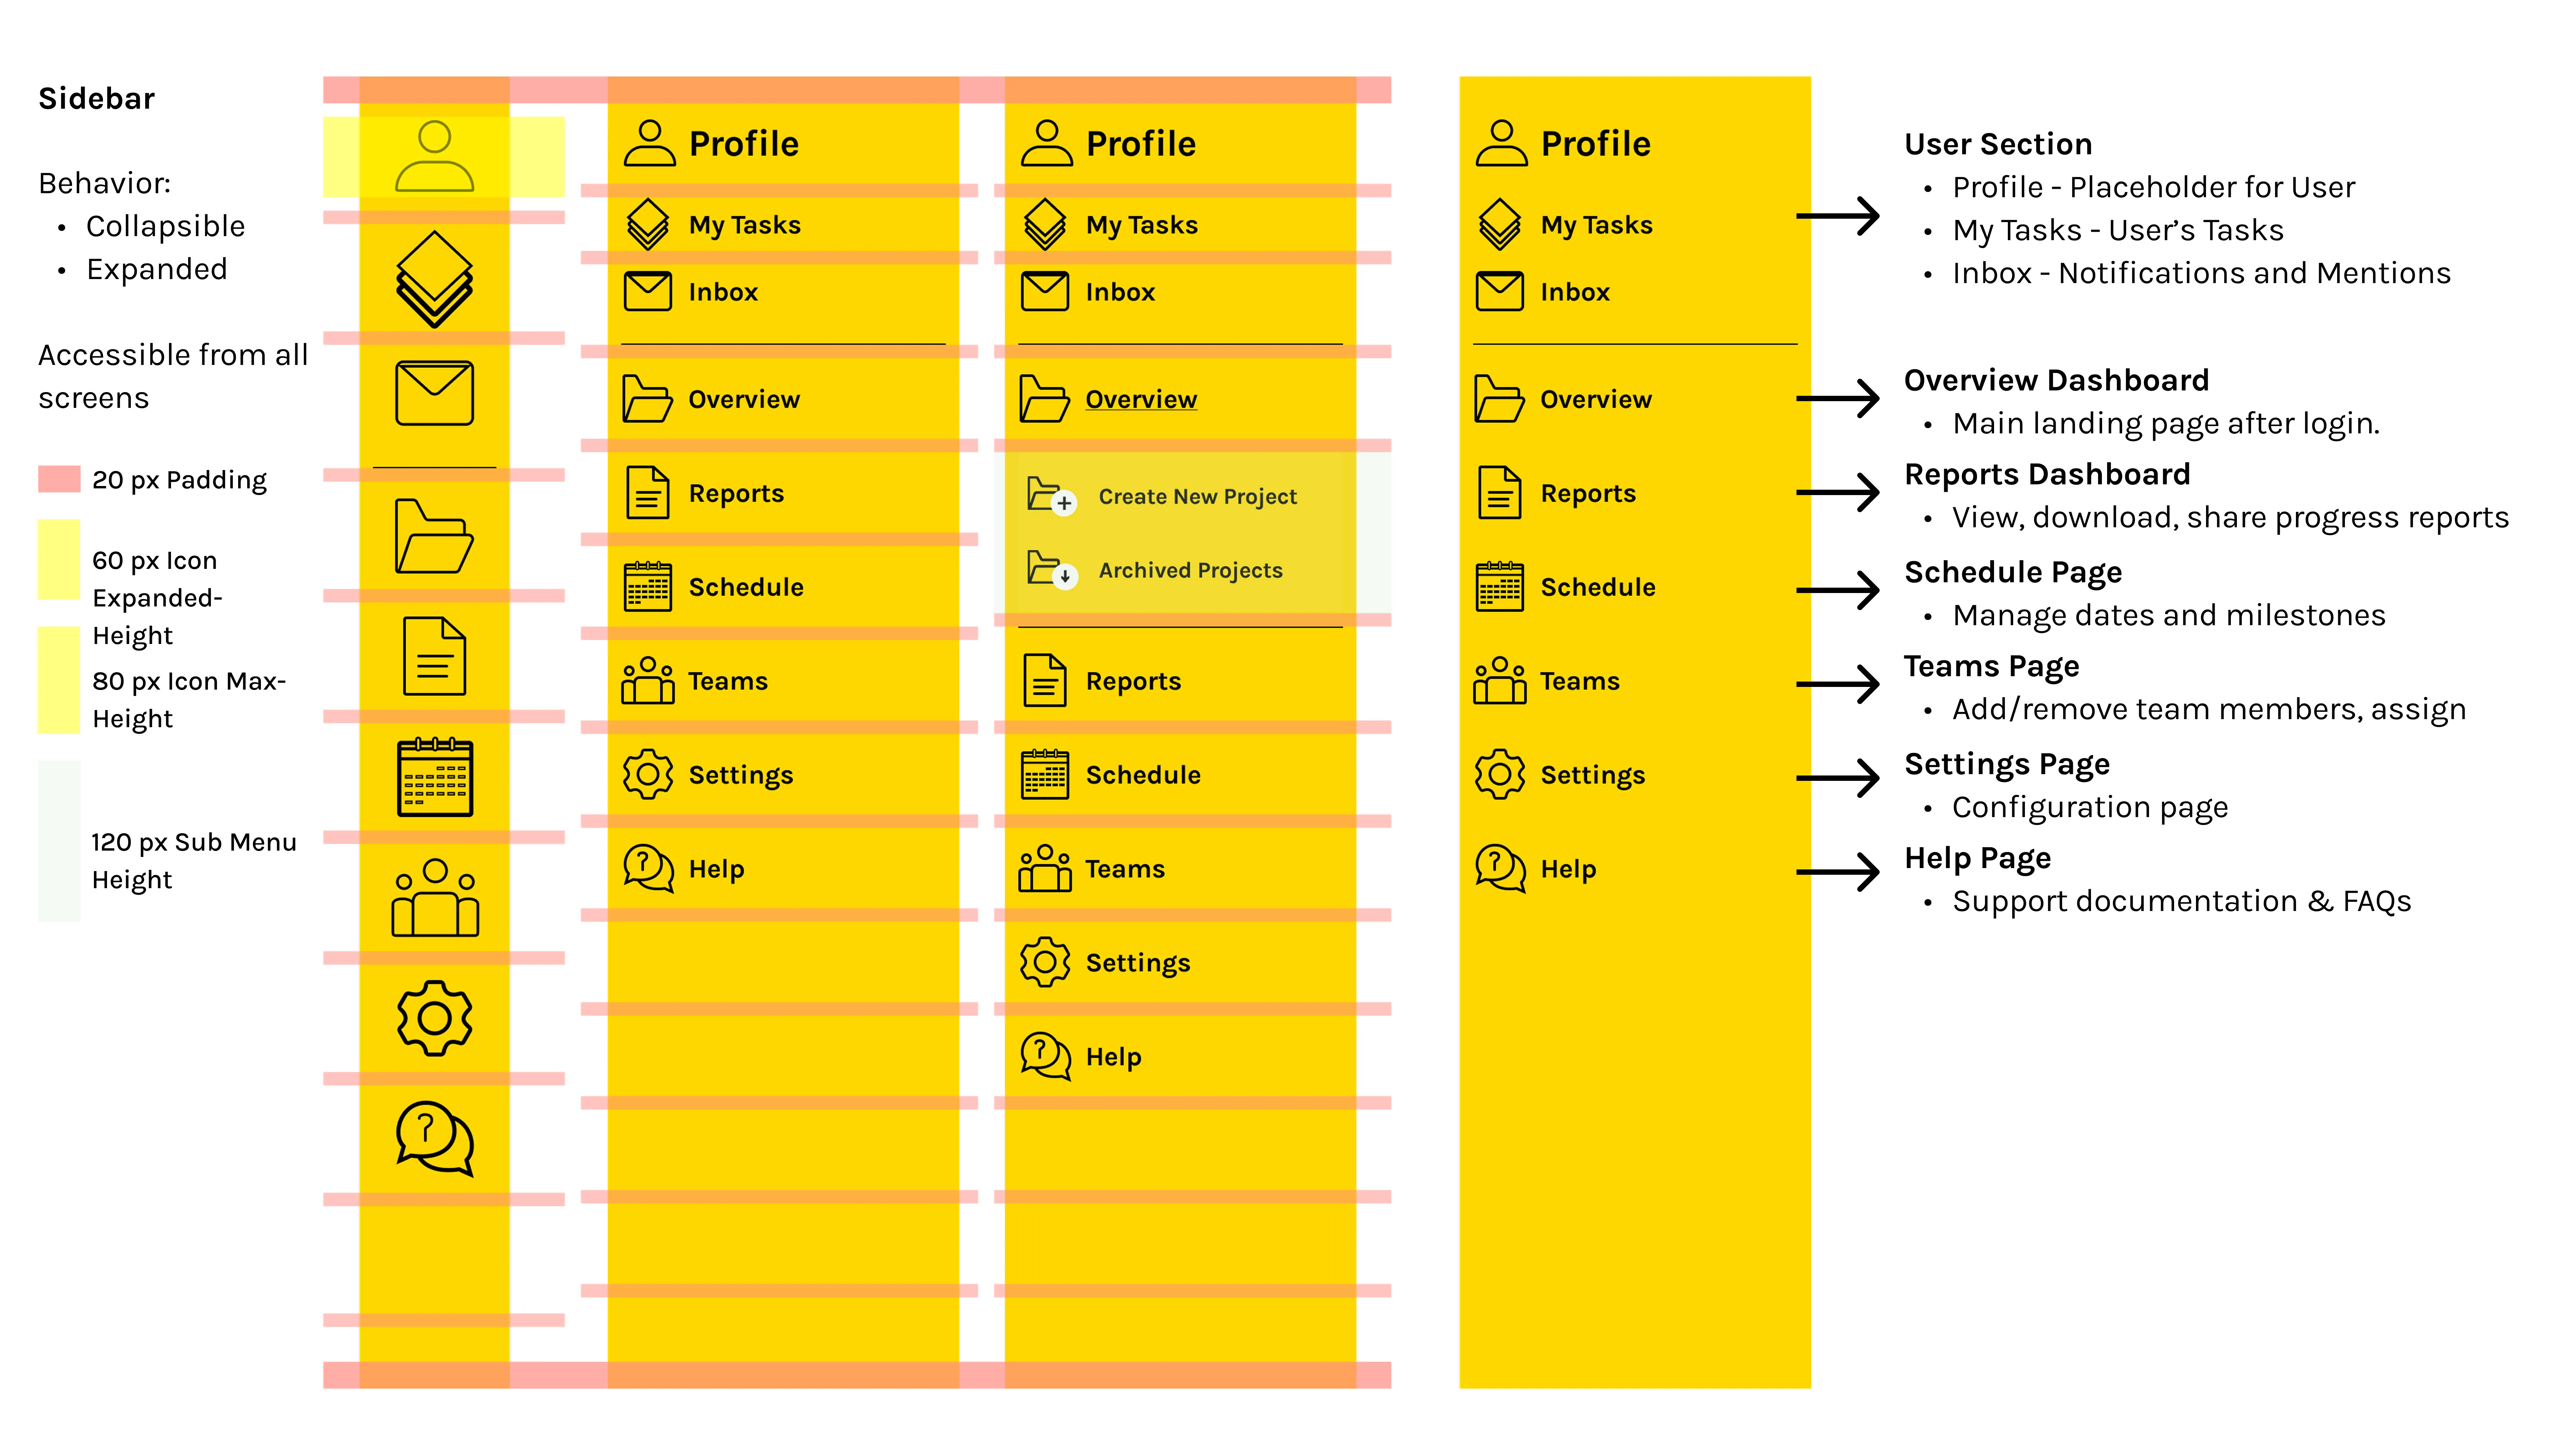 Sidebar
Behavior:
• Collapsible
• Expanded
Accessible from all
screens
20 px Padding
60 px Icon
Expanded-
Height
80 px Icon Max-
Height
120 px Sub Menu
Height
?
Profile
My Tasks
Inbox
Overview
Reports
Schedule
Teams
Settings
? Help
Profile
My Tasks
Inbox
Overview
Create New Project
Archived Projects
Reports
Schedule
Teams
Settings
? Help
Profile
My Tasks
Inbox
Overview
Reports
Schedule
Teams
Settings
? Help
User Section
• Profile - Placeholder for User
• My Tasks - User’s Tasks
• Inbox - Notifications and Mentions
Overview Dashboard
• Main landing page after login.
Reports Dashboard
• View, download, share progress reports
Schedule Page
• Manage dates and milestones
Teams Page
• Add/remove team members, assign
Settings Page
• Configuration page
Help Page
• Support documentation & FAQs